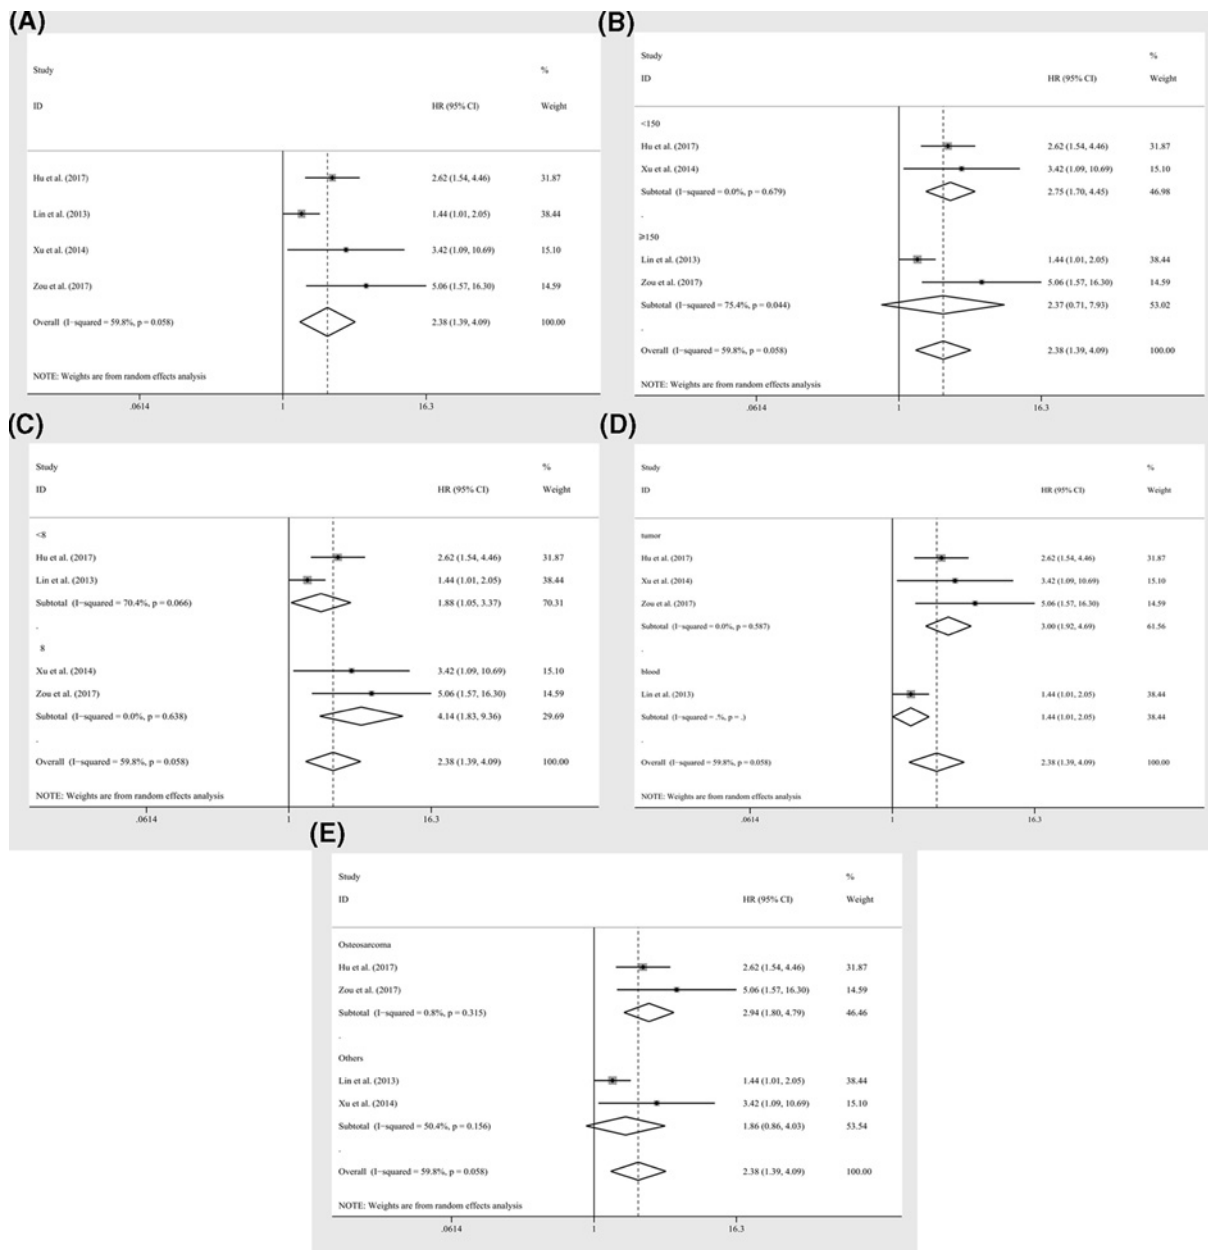 (A)
Study %
ID HR (95% CI) Weight
Hu et al. (2017) 2.62 (1.54, 4.46) 31.87
Lin et al. (2013) 1.44 (1.01, 2.05) 38.44
Xu et al. (2014) 3.42 (1.09, 10.69) 15.10
Zou et al. (2017) 5.06 (1.57, 16.30) 14.59
Overall (I−squared = 59.8%, p = 0.058) 2.38 (1.39, 4.09) 100.00
NOTE: Weights are from random effects analysis
.0614 1 16.3
(B)
Study %
ID HR (95% CI) Weight
<150
Hu et al. (2017) 2.62 (1.54, 4.46) 31.87
Xu et al. (2014) 3.42 (1.09, 10.69) 15.10
Subtotal (I−squared = 0.0%, p = 0.679) 2.75 (1.70, 4.45) 46.98
.
≥150
Lin et al. (2013) 1.44 (1.01, 2.05) 38.44
Zou et al. (2017) 5.06 (1.57, 16.30) 14.59
Subtotal (I−squared = 75.4%, p = 0.044) 2.37 (0.71, 7.93) 53.02
.
Overall (I−squared = 59.8%, p = 0.058) 2.38 (1.39, 4.09) 100.00
NOTE: Weights are from random effects analysis
.0614 1 16.3
(C)
Study %
ID HR (95% CI) Weight
<8
Hu et al. (2017) 2.62 (1.54, 4.46) 31.87
Lin et al. (2013) 1.44 (1.01, 2.05) 38.44
Subtotal (I−squared = 70.4%, p = 0.066) 1.88 (1.05, 3.37) 70.31
.
8
Xu et al. (2014) 3.42 (1.09, 10.69) 15.10
Zou et al. (2017) 5.06 (1.57, 16.30) 14.59
Subtotal (I−squared = 0.0%, p = 0.638) 4.14 (1.83, 9.36) 29.69
.
Overall (I−squared = 59.8%, p = 0.058) 2.38 (1.39, 4.09) 100.00
NOTE: Weights are from random effects analysis
.0614 1 16.3
(D)
Study %
ID HR (95% CI) Weight
tumor
Hu et al. (2017) 2.62 (1.54, 4.46) 31.87
Xu et al. (2014) 3.42 (1.09, 10.69) 15.10
Zou et al. (2017) 5.06 (1.57, 16.30) 14.59
Subtotal (I−squared = 0.0%, p = 0.587) 3.00 (1.92, 4.69) 61.56
.
blood
Lin et al. (2013) 1.44 (1.01, 2.05) 38.44
Subtotal (I−squared = .%, p = .) 1.44 (1.01, 2.05) 38.44
.
Overall (I−squared = 59.8%, p = 0.058) 2.38 (1.39, 4.09) 100.00
NOTE: Weights are from random effects analysis
.0614 1 16.3
(E)
Study %
ID HR (95% CI) Weight
Osteosarcoma
Hu et al. (2017) 2.62 (1.54, 4.46) 31.87
Zou et al. (2017) 5.06 (1.57, 16.30) 14.59
Subtotal (I−squared = 0.8%, p = 0.315) 2.94 (1.80, 4.79) 46.46
.
Others
Lin et al. (2013) 1.44 (1.01, 2.05) 38.44
Xu et al. (2014) 3.42 (1.09, 10.69) 15.10
Subtotal (I−squared = 50.4%, p = 0.156) 1.86 (0.86, 4.03) 53.54
.
Overall (I−squared = 59.8%, p = 0.058) 2.38 (1.39, 4.09) 100.00
NOTE: Weights are from random effects analysis
.0614 1 16.3